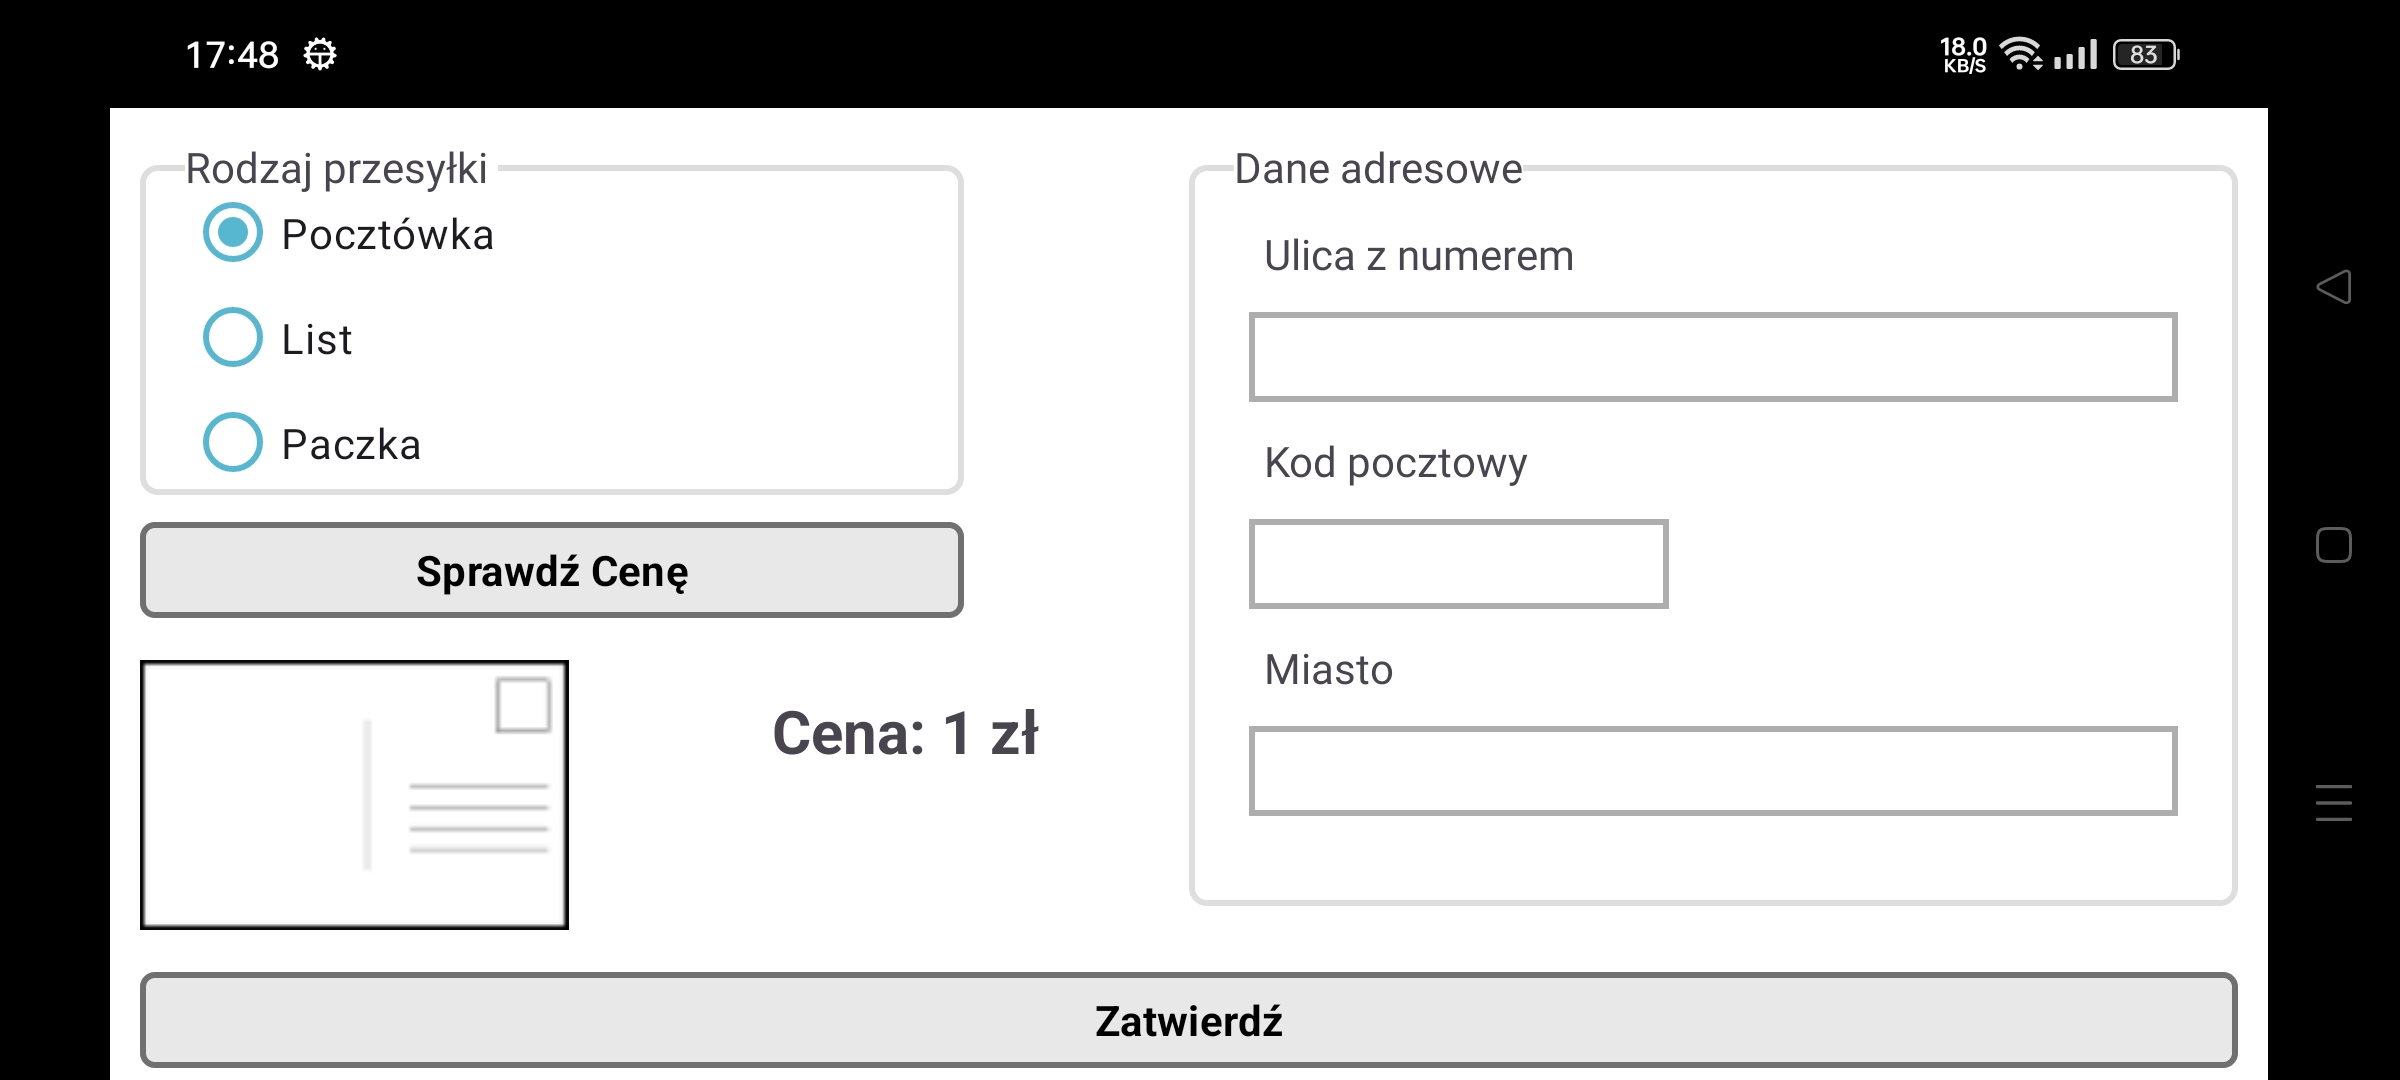 17:48
18.0
KB/S
83
Rodzaj przesyłki
Pocztówka
List
Paczka
Sprawdź Cenę
Cena: 1 zł
Dane adresowe
Ulica z numerem
Kod pocztowy
Miasto
Zatwierdź